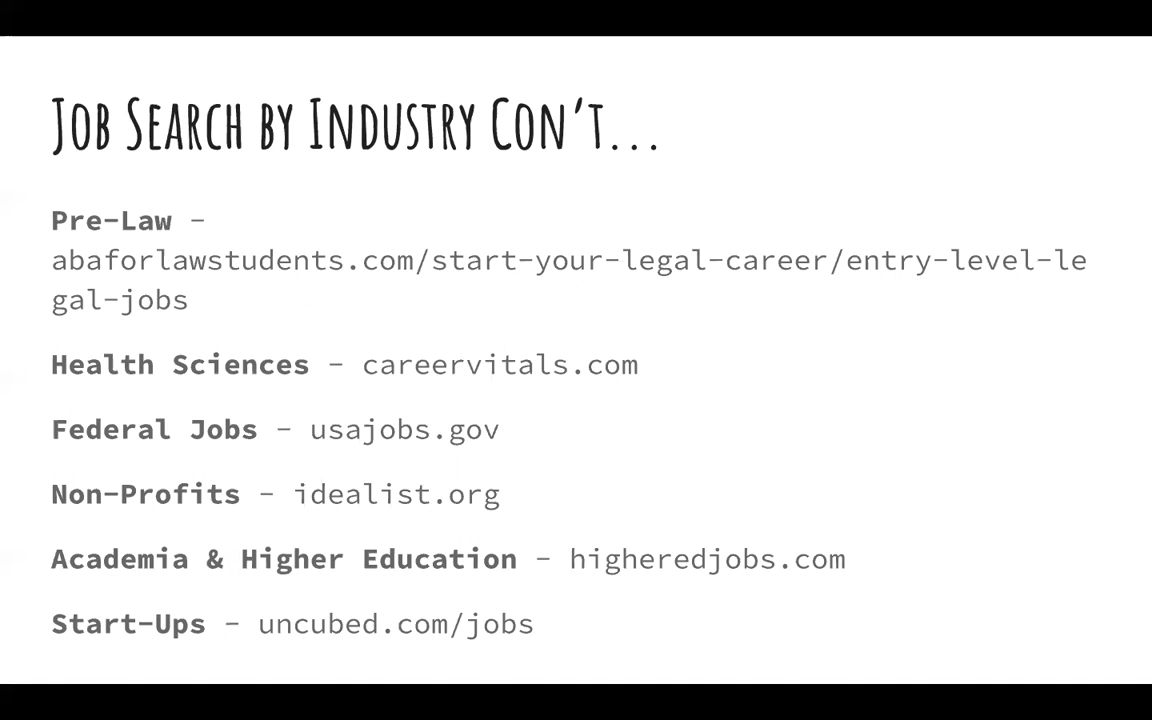 Job Search by Industry Con't...
Pre-Law -
abaforlawstudents.com/start-your-legal-career/entry-level-le
gal-jobs
Health Sciences - careervitals.com
Federal Jobs - usajobs.gov
Non-Profits - idealist.org
Academia & Higher Education - higheredjobs.com
Start-Ups - uncubed.com/jobs